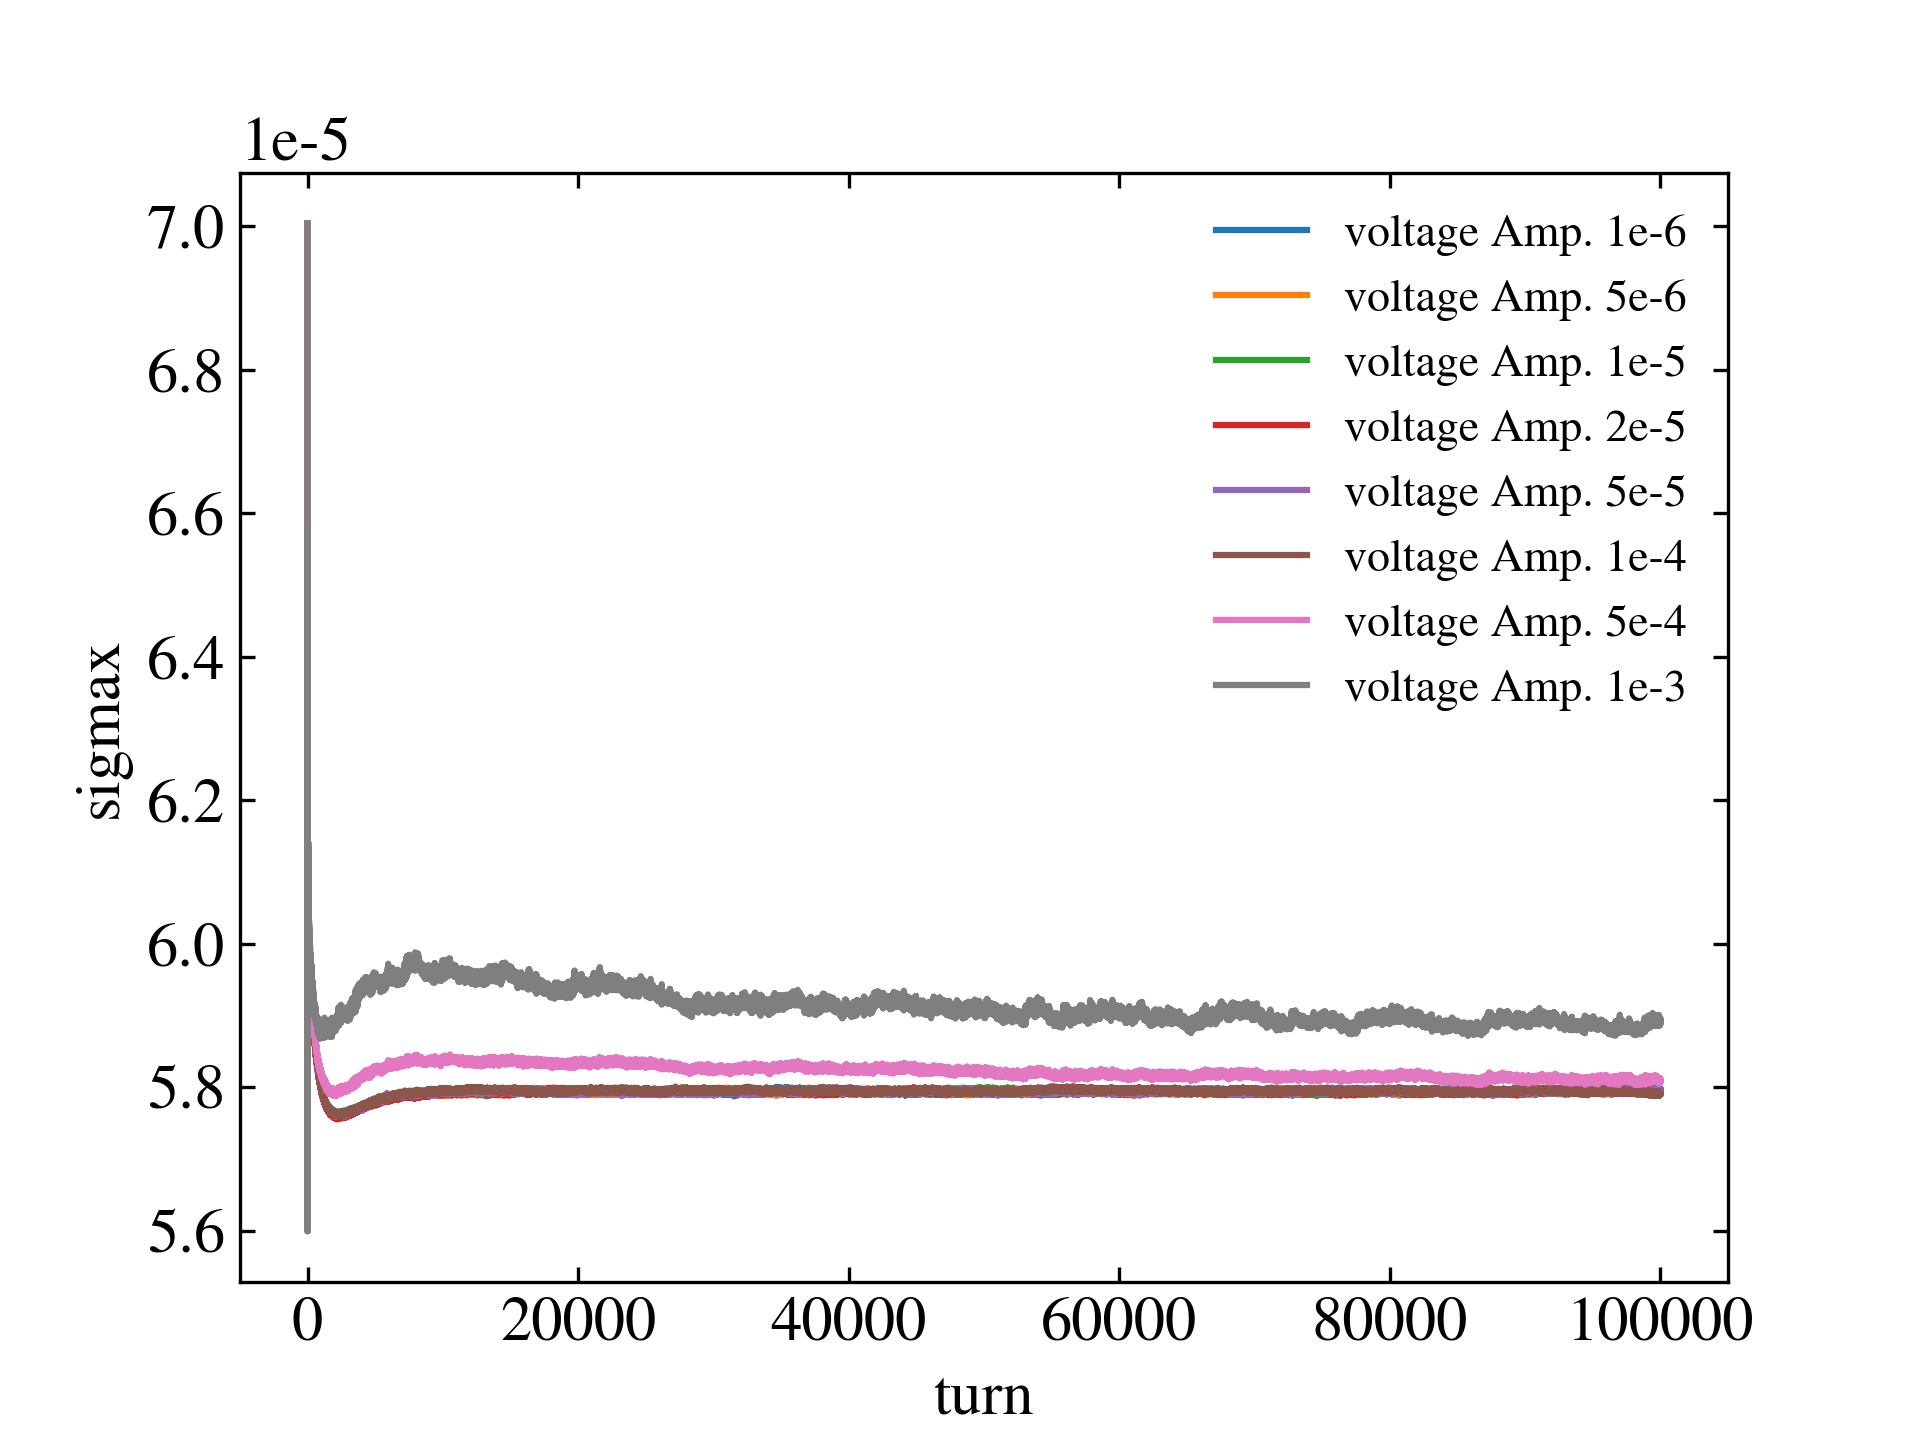 1e-5
7.0
6.8
6.6
6.4
6.2
6.0
5.8
5.6
sigmax
voltage Amp. 1e-6
voltage Amp. 5e-6
voltage Amp. 1e-5
voltage Amp. 2e-5
voltage Amp. 5e-5
voltage Amp. 1e-4
voltage Amp. 5e-4
voltage Amp. 1e-3
0 20000 40000 60000 80000 100000
turn